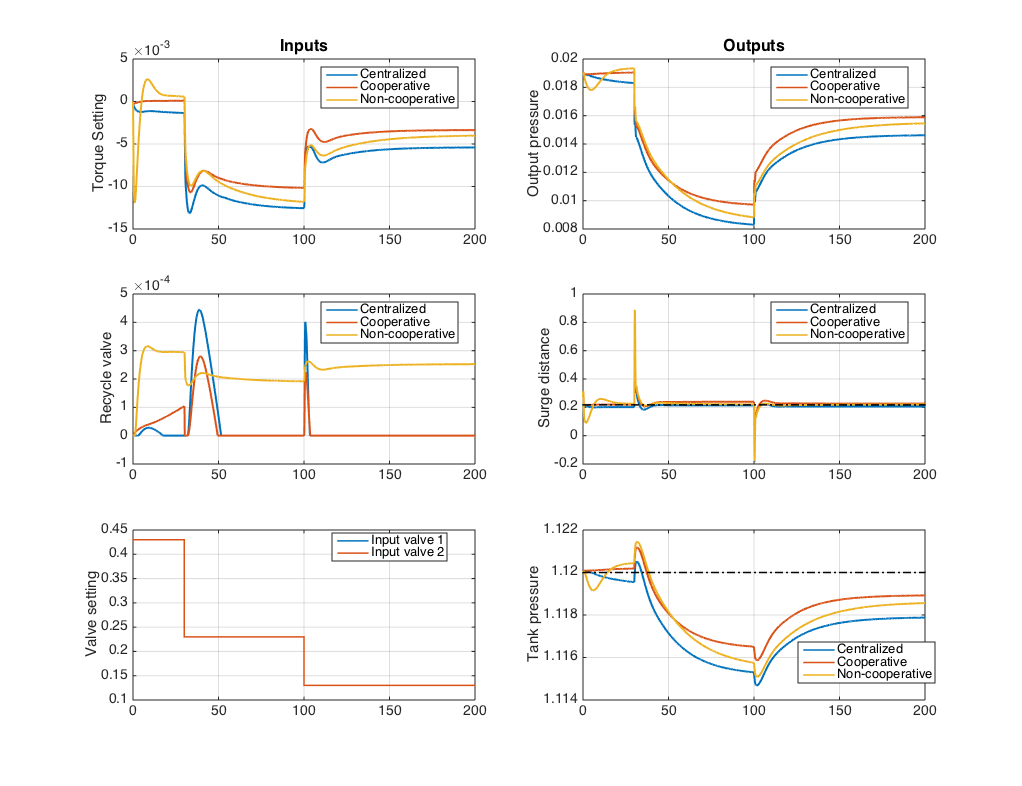 Inputs
×10⁻³
5
0
-5
-10
-15
Torque Setting
0 50 100 150 200
Centralized
Cooperative
Non-cooperative
Outputs
0.02
0.018
0.016
0.014
0.012
0.01
0.008
Output pressure
0 50 100 150 200
Centralized
Cooperative
Non-cooperative
×10⁻⁴
5
4
3
2
1
0
-1
Recycle valve
0 50 100 150 200
Centralized
Cooperative
Non-cooperative
1
0.8
0.6
0.4
0.2
0
-0.2
Surge distance
0 50 100 150 200
Centralized
Cooperative
Non-cooperative
0.45
0.4
0.35
0.3
0.25
0.2
0.15
0.1
Valve setting
0 50 100 150 200
Input valve 1
Input valve 2
1.122
1.12
1.118
1.116
1.114
Tank pressure
0 50 100 150 200
Centralized
Cooperative
Non-cooperative